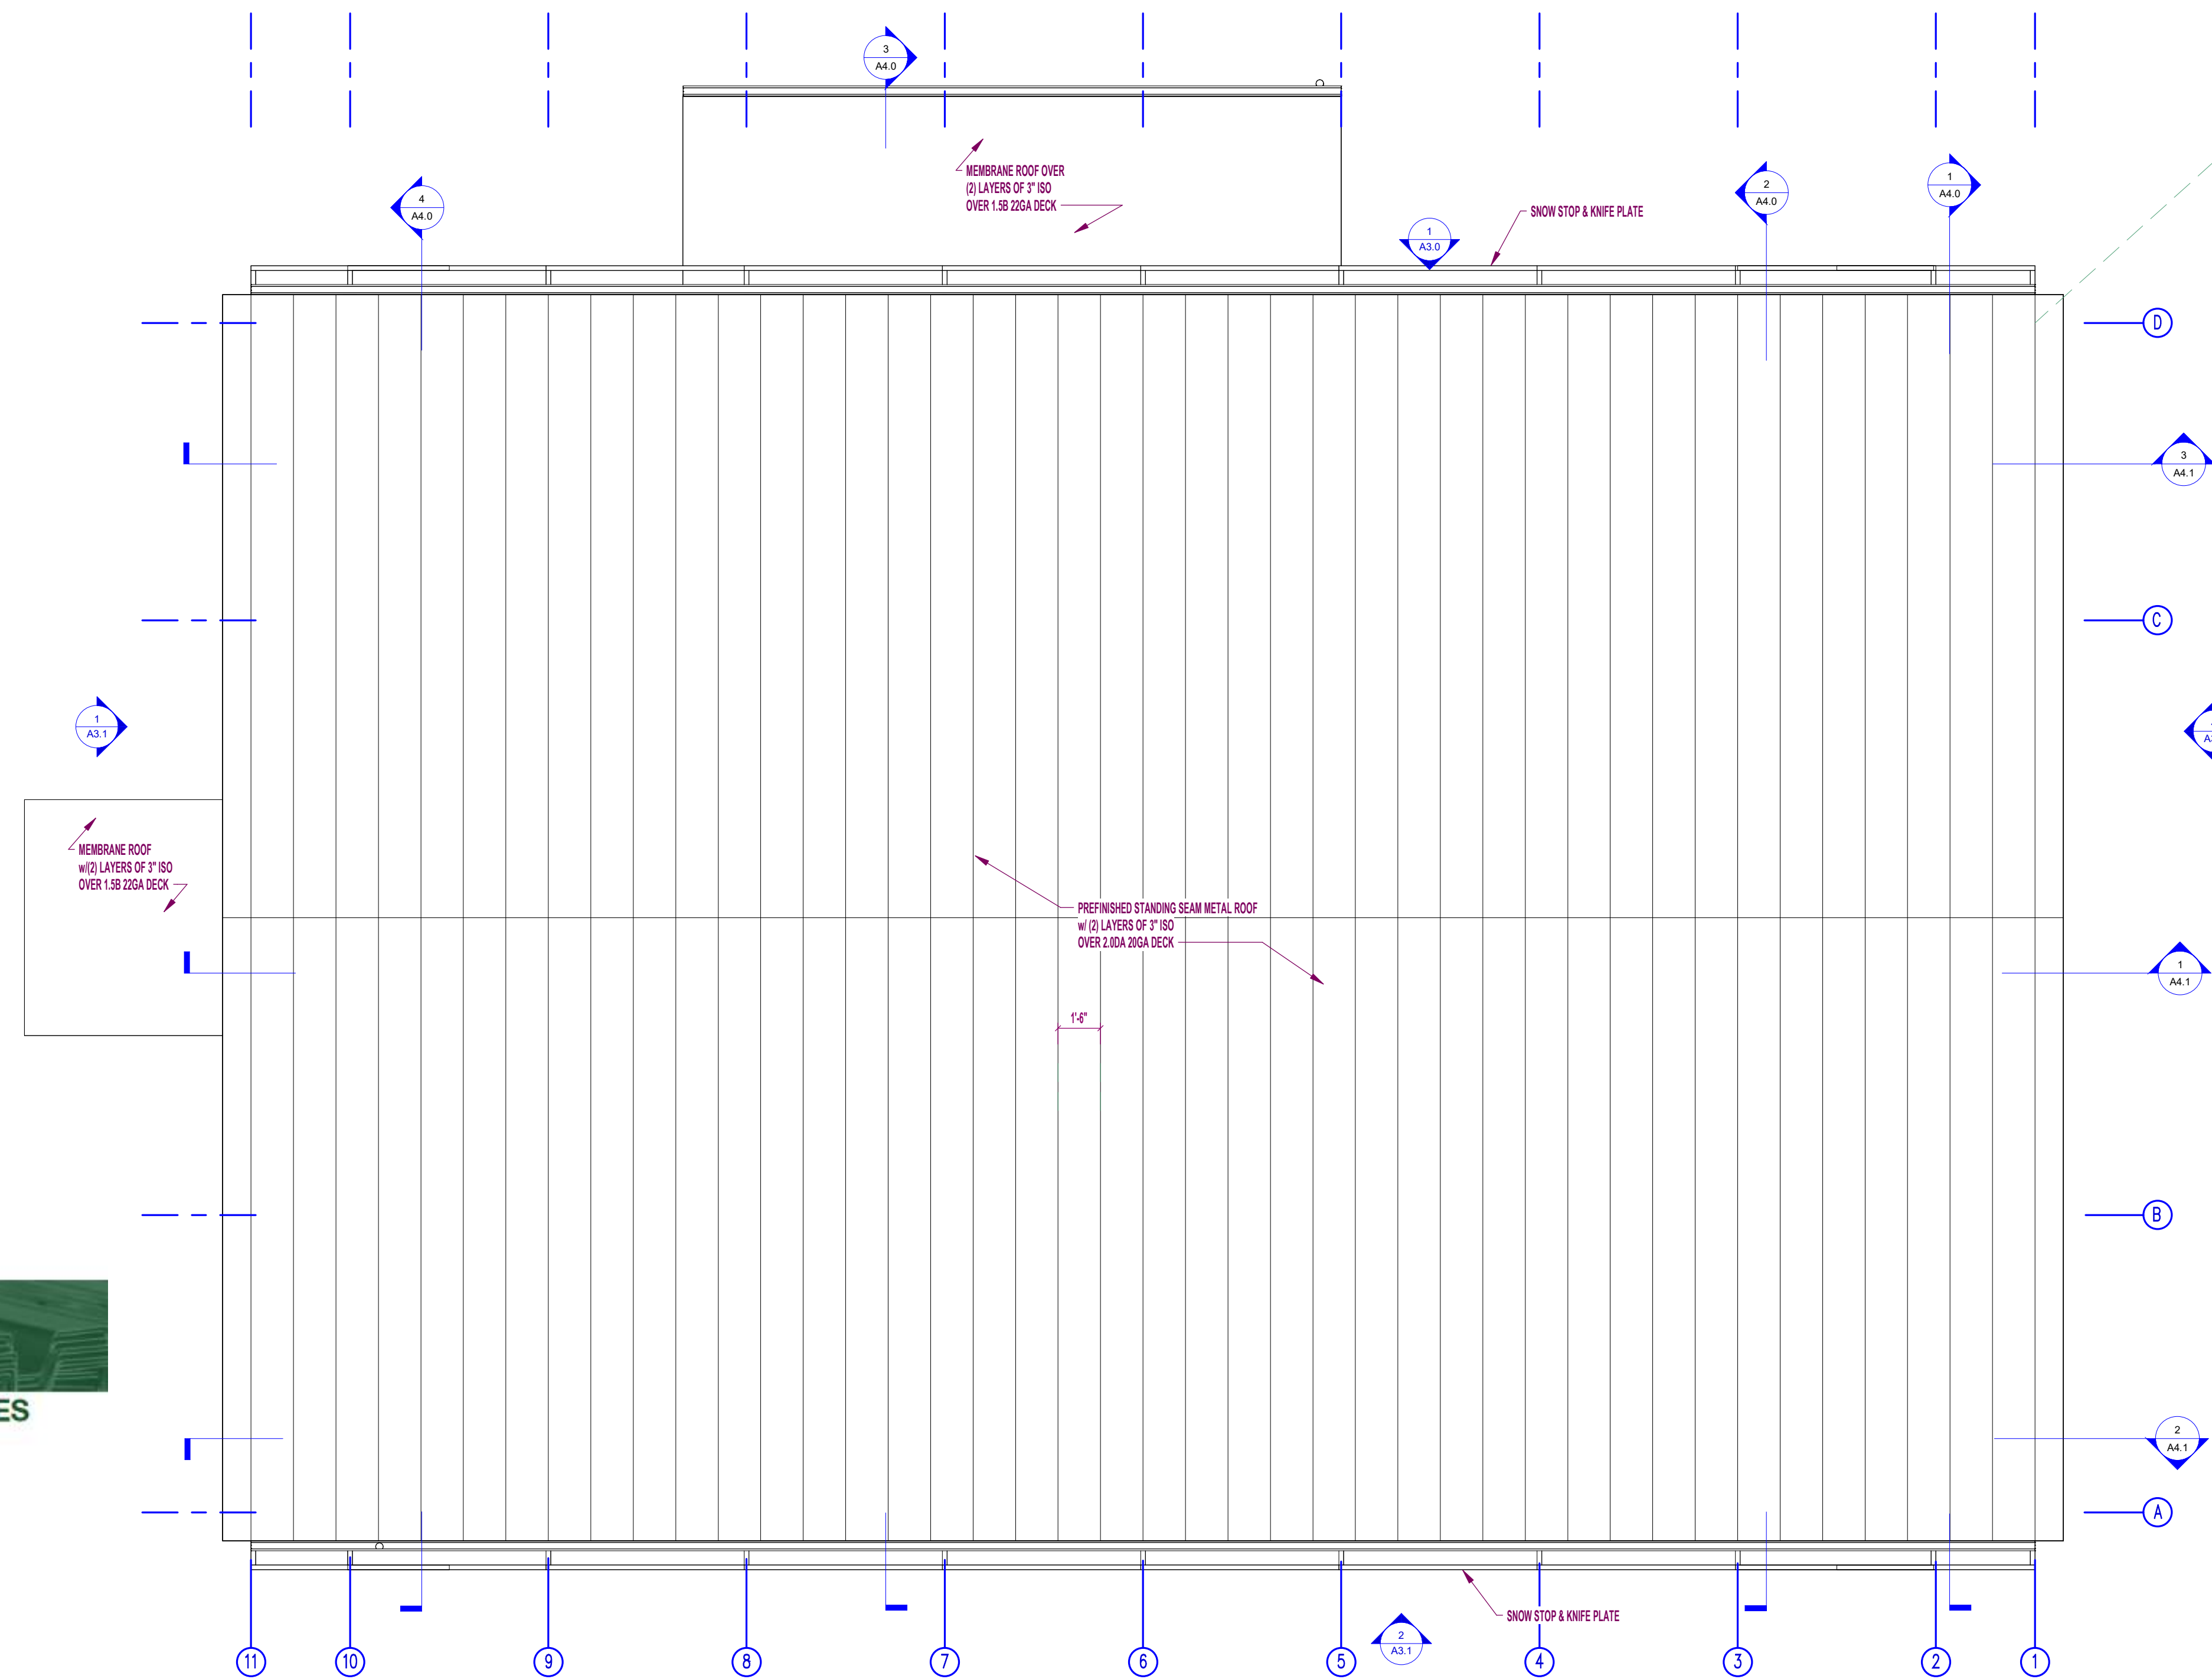 3
A4.0
MEMBRANE ROOF OVER
(2) LAYERS OF 3" ISO
OVER 1.5B 22GA DECK
4
A4.0
2
A4.0
1
A4.0
SNOW STOP & KNIFE PLATE
1
A3.0
D
3
A4.1
C
1
A3.1
MEMBRANE ROOF
w/(2) LAYERS OF 3" ISO
OVER 1.5B 22GA DECK
PREFINISHED STANDING SEAM METAL ROOF
w/ (2) LAYERS OF 3" ISO
OVER 2.0DA 20GA DECK
1
A4.1
1'-6"
B
ES
2
A4.1
A
SNOW STOP & KNIFE PLATE
2
A3.1
11 10 9 8 7 6 5 4 3 2 1